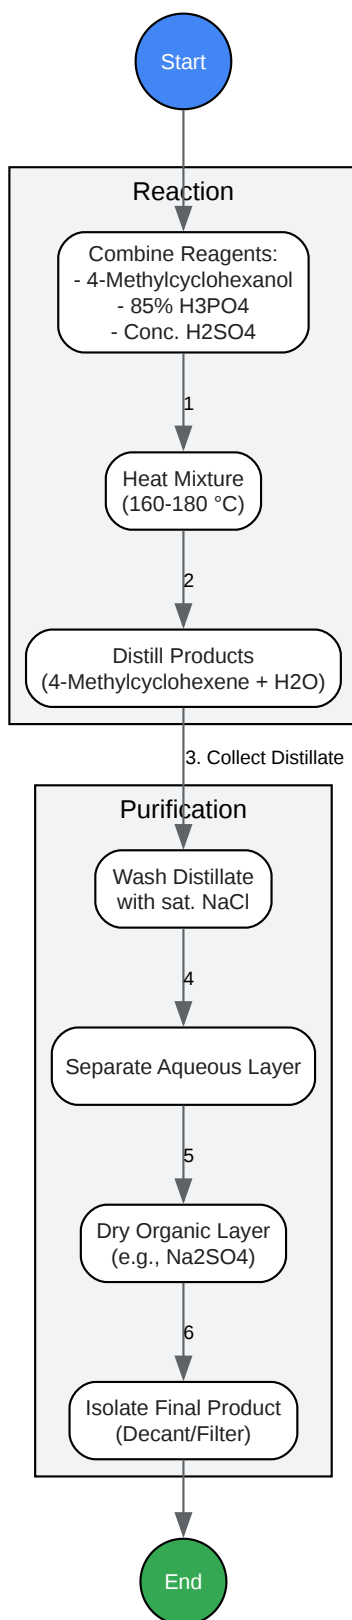 Start
Reaction
Combine Reagents:
- 4-Methylcyclohexanol
- 85% H3PO4
- Conc. H2SO4
1
Heat Mixture
(160-180 °C)
2
Distill Products
(4-Methylcyclohexene + H2O)
3. Collect Distillate
Purification
Wash Distillate
with sat. NaCl
4
Separate Aqueous Layer
5
Dry Organic Layer
(e.g., Na2SO4)
6
Isolate Final Product
(Decant/Filter)
End